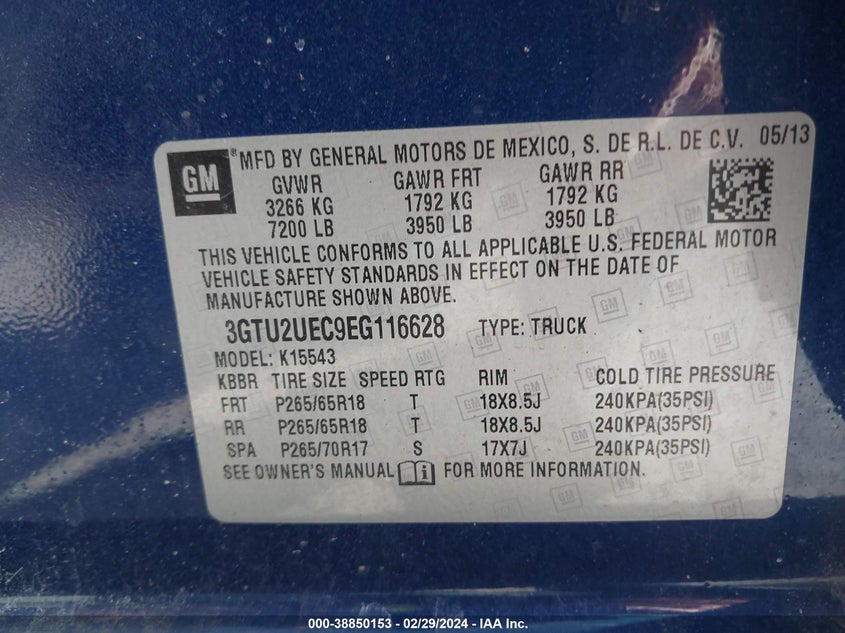 GM ® MFD BY GENERAL MOTORS DE MEXICO, S. DE R.L. DE C.V. 05/13
GVWR GAWR FRT GAWR RR
3266 KG 1792 KG 1792 KG
7200 LB 3950 LB 3950 LB
THIS VEHICLE CONFORMS TO ALL APPLICABLE U.S. FEDERAL MOTOR
VEHICLE SAFETY STANDARDS IN EFFECT ON THE DATE OF
MANUFACTURE SHOWN ABOVE.
3GTU2UEC9EG116628 TYPE: TRUCK
MODEL: K15543
KBBR TIRE SIZE SPEED RTG RIM COLD TIRE PRESSURE
FRT P265/65R18 T 18X8.5J 240KPA(35PSI)
RR P265/65R18 T 18X8.5J 240KPA(35PSI)
SPA P265/70R17 S 17X7J 240KPA(35PSI)
SEE OWNER'S MANUAL FOR MORE INFORMATION.
000-38850153 - 02/29/2024 - IAA Inc.